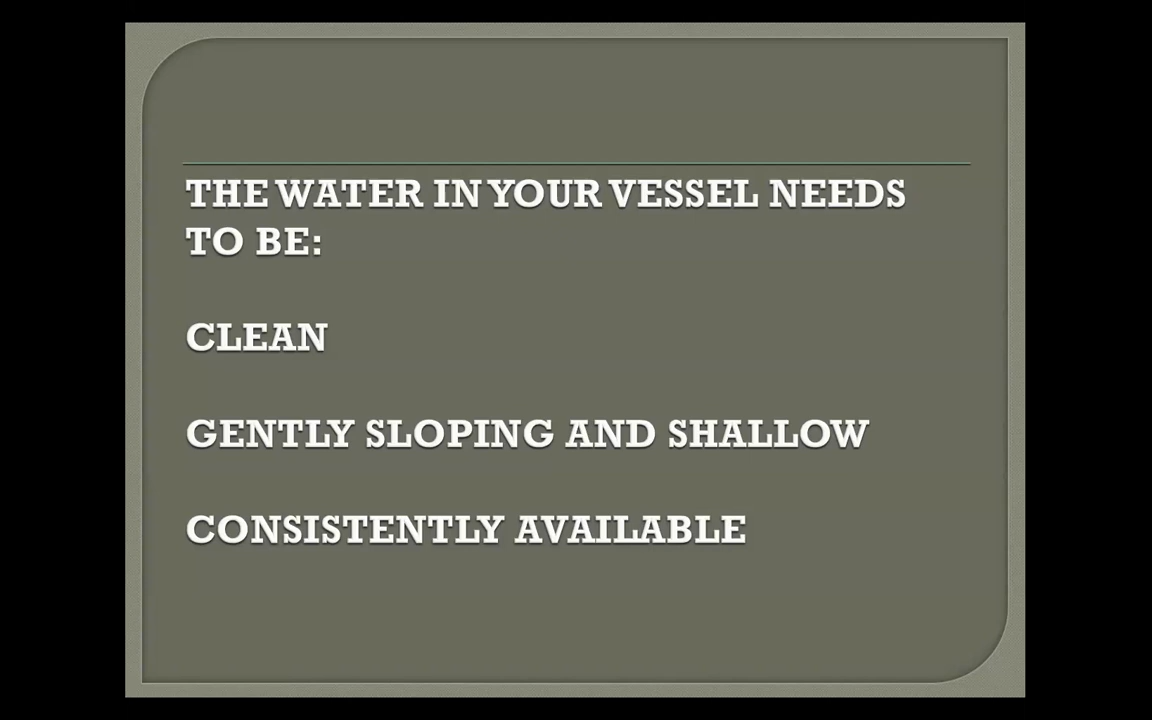 THE WATER IN YOUR VESSEL NEEDS
TO BE:
CLEAN
GENTLY SLOPING AND SHALLOW
CONSISTENTLY AVAILABLE